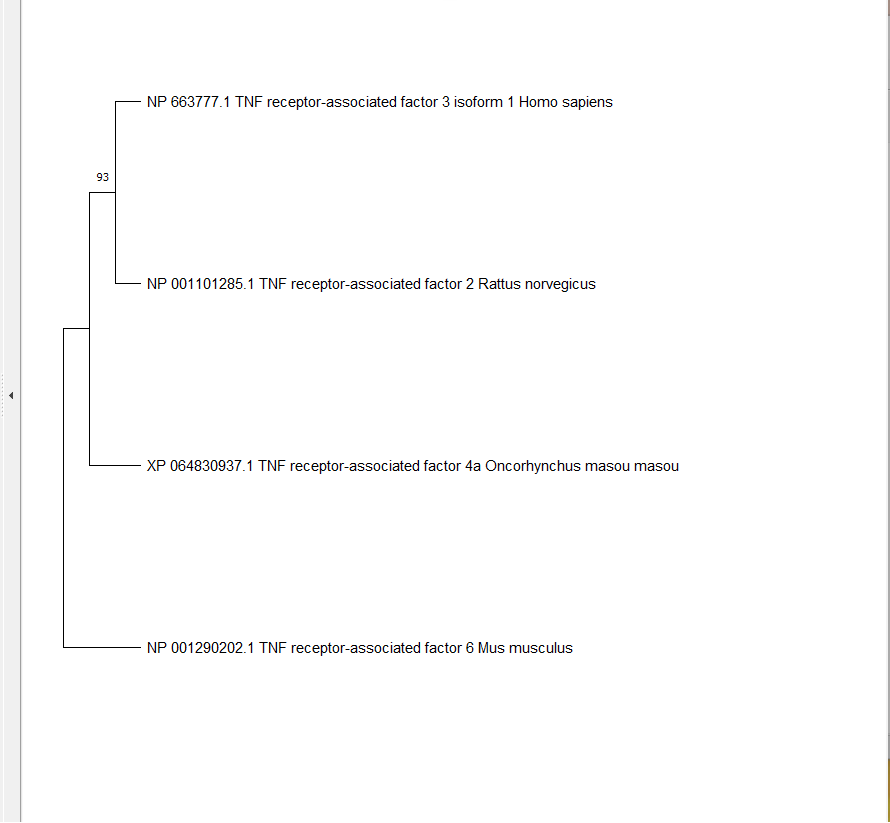 NP 663777.1 TNF receptor-associated factor 3 isoform 1 Homo sapiens
93
NP 001101285.1 TNF receptor-associated factor 2 Rattus norvegicus
XP 064830937.1 TNF receptor-associated factor 4a Oncorhynchus masou masou
NP 001290202.1 TNF receptor-associated factor 6 Mus musculus